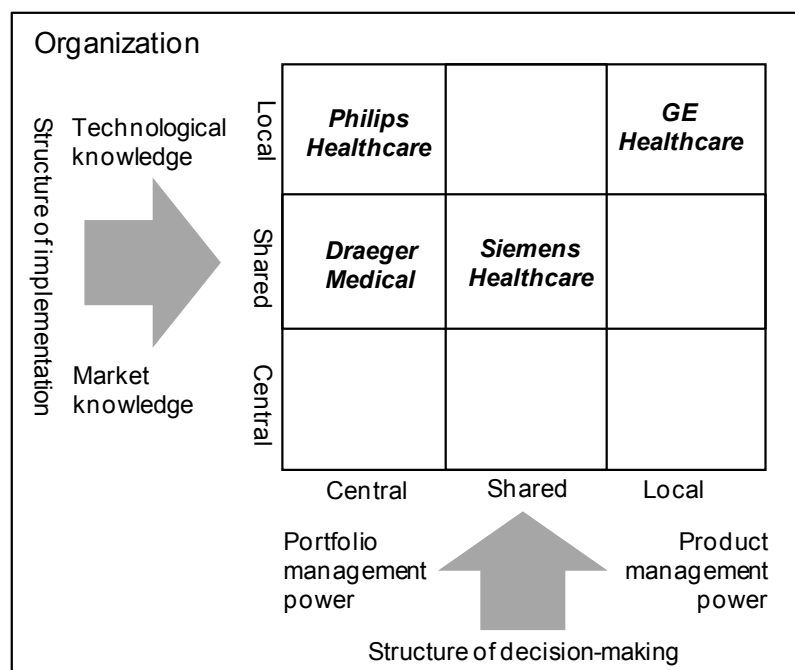 Organization
Structure of implementation
Technological
knowledge
Market
knowledge
Local
Shared
Central
Philips
Healthcare
GE
Healthcare
Draeger
Medical
Siemens
Healthcare
Central
Shared
Local
Portfolio
management
power
Product
management
power
Structure of decision-making